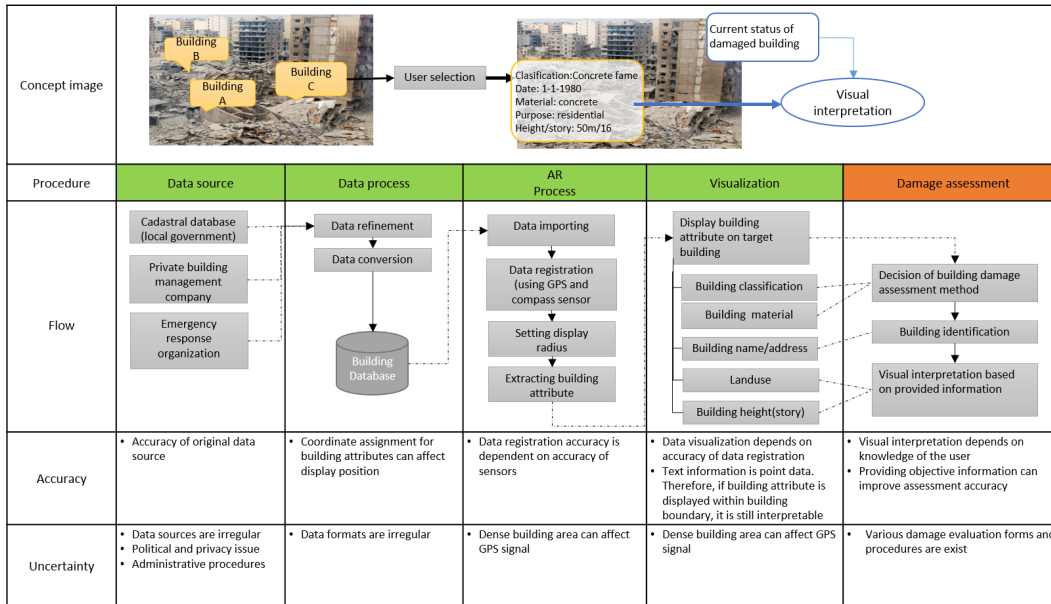 Concept image
Building
B
Building
A
Building
C
User selection
Clasification:Concrete fame
Date: 1-1-1980
Material: concrete
Purpose: residential
Height/story: 50m/16
Current status of
damaged building
Visual
interpretation
Procedure
Data source
Data process
AR
Process
Visualization
Damage assessment
Flow
Cadastral database
(local government)
Private building
management
company
Emergency
response
organization
Data refinement
Data conversion
Building
Database
Data importing
Data registration
(using GPS and
compass sensor
Setting display
radius
Extracting building
attribute
Display building
attribute on target
building
Building classification
Building material
Building name/address
Landuse
Building height(story)
Decision of building damage
assessment method
Building identification
Visual interpretation based
on provided information
Accuracy
• Accuracy of original data
source
• Coordinate assignment for
building attributes can affect
display position
• Data registration accuracy is
dependent on accuracy of
sensors
• Data visualization depends on
accuracy of data registration
• Text information is point data.
Therefore, if building attribute is
displayed within building
boundary, it is still interpretable
• Visual interpretation depends on
knowledge of the user
• Providing objective information can
improve assessment accuracy
Uncertainty
• Data sources are irregular
• Political and privacy issue
• Administrative procedures
• Data formats are irregular
• Dense building area can affect
GPS signal
• Dense building area can affect GPS
signal
• Various damage evaluation forms and
procedures are exist